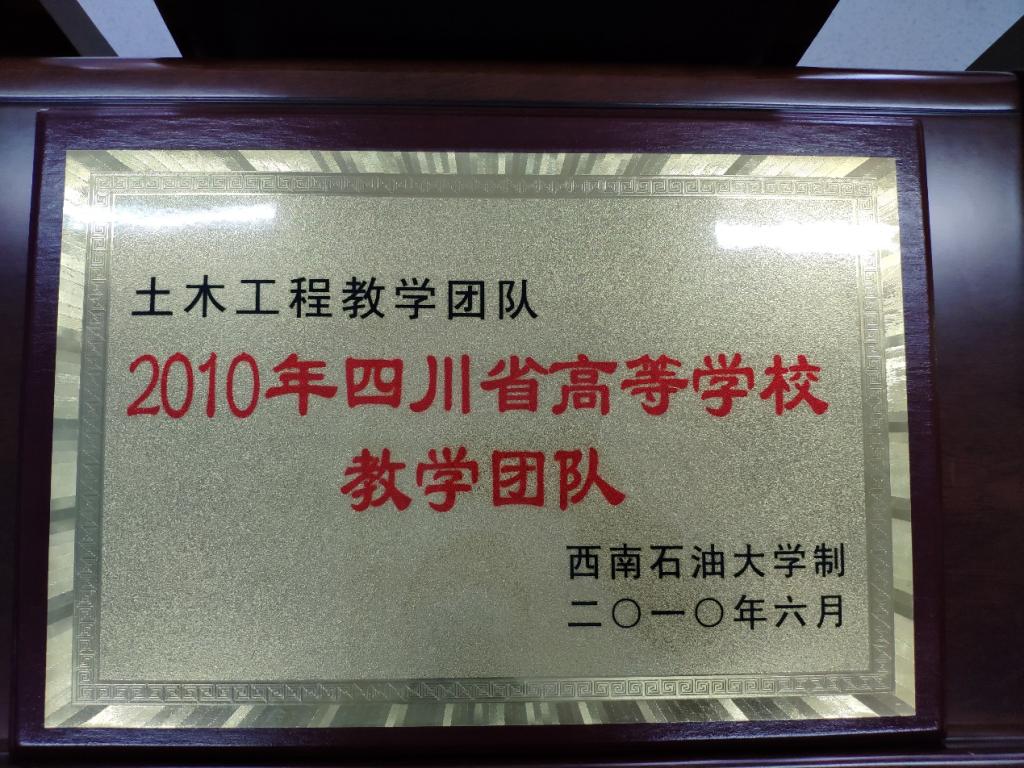 土木工程教学团队
2010年四川省高等学校
教学团队
西南石油大学制
二〇一〇年六月